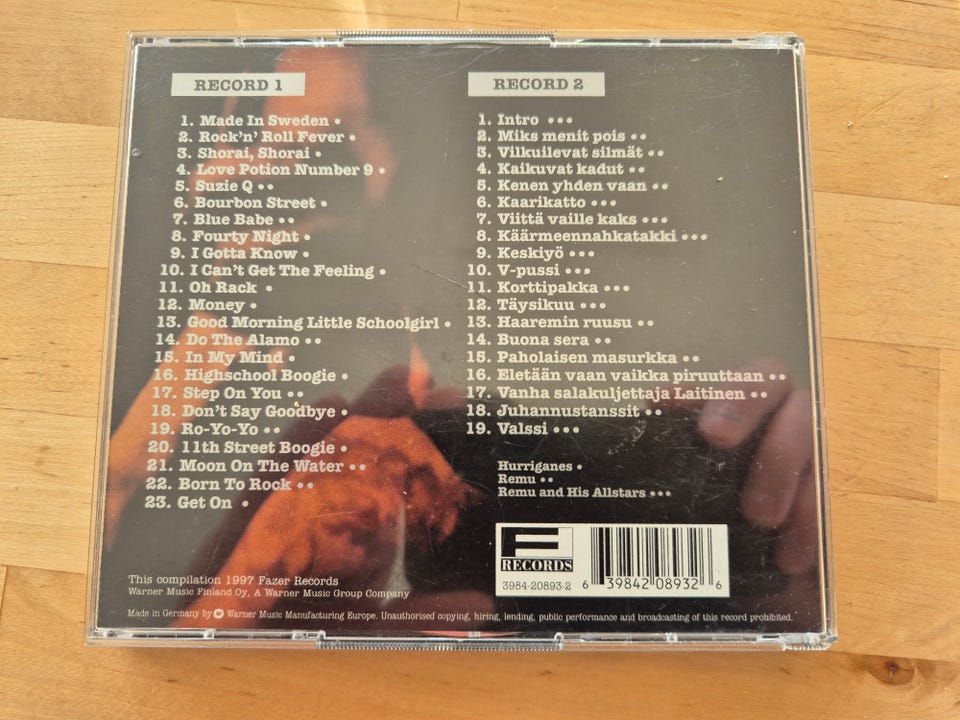 RECORD 1
1. Made In Sweden •
2. Rock'n' Roll Fever •
3. Shorai, Shorai •
4. Love Potion Number 9 •
5. Suzie Q ••
6. Bourbon Street •
7. Blue Babe ••
8. Fourty Night •
9. I Gotta Know •
10. I Can't Get The Feeling •
11. Oh Rack •
12. Money •
13. Good Morning Little Schoolgirl •
14. Do The Alamo ••
15. In My Mind •
16. Highschool Boogie •
17. Step On You ••
18. Don't Say Goodbye •
19. Ro-Yo-Yo ••
20. 11th Street Boogie •
21. Moon On The Water ••
22. Born To Rock ••
23. Get On •
RECORD 2
1. Intro •••
2. Miks menit pois ••
3. Vilkuilevat silmät ••
4. Kaikuvat kadut ••
5. Kenen yhden vaan ••
6. Kaarikatto •••
7. Viittä vaille kaks •••
8. Käärmeennahkatakki •••
9. Keskiyö •••
10. V-pussi •••
11. Korttipakka •••
12. Täysikuu •••
13. Haaremin ruusu ••
14. Buona sera ••
15. Paholaisen masurkka ••
16. Eletään vaan vaikka piruuttaan ••
17. Vanha salakuljettaja Laitinen ••
18. Juhannustanssit ••
19. Valssi •••
Hurriganes •
Remu ••
Remu and His Allstars •••
F
RECORDS
3984-20893-2
6 39842 08932 6
This compilation 1997 Fazer Records
Warner Music Finland Oy, A Warner Music Group Company
Made in Germany by Warner Music Manufacturing Europe. Unauthorised copying, hiring, lending, public performance and broadcasting of this record prohibited.